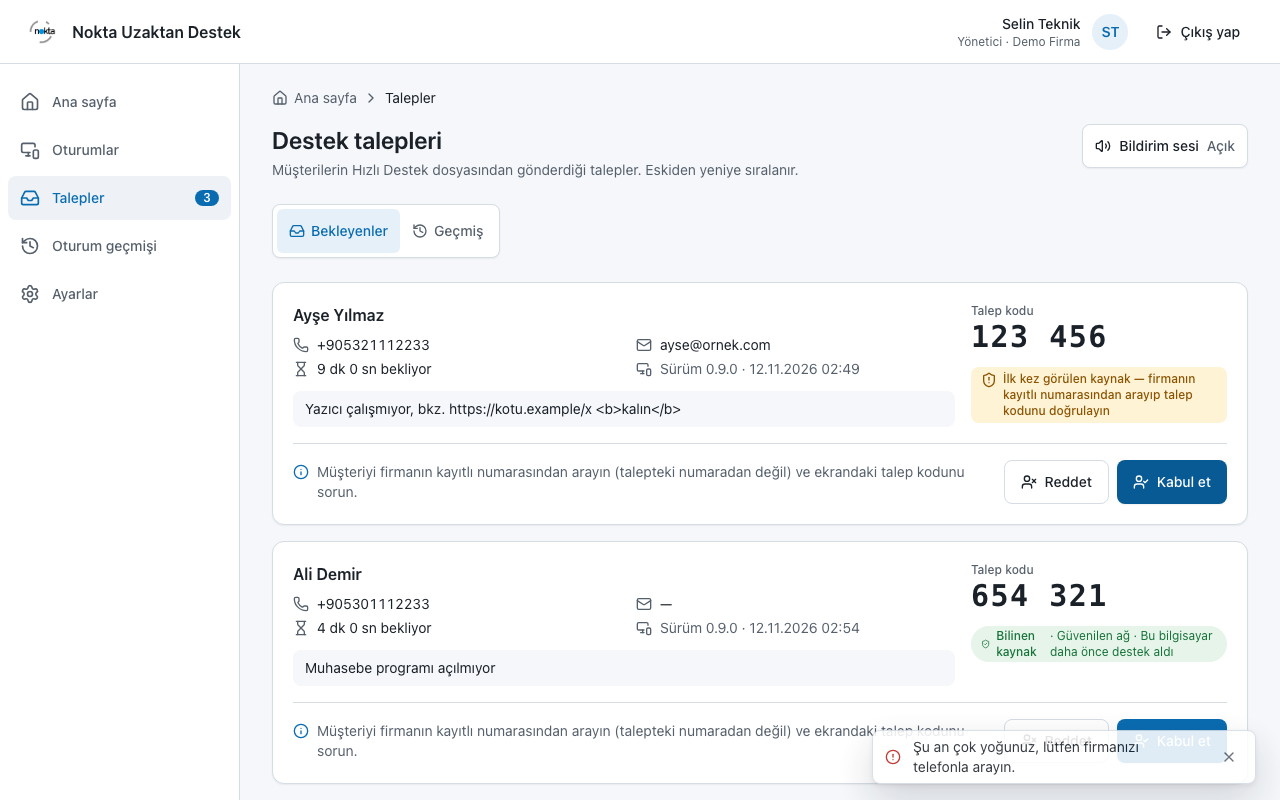 nokta
Nokta Uzaktan Destek
Selin Teknik
Yönetici · Demo Firma
ST
Çıkış yap
Ana sayfa
Oturumlar
Talepler
3
Oturum geçmişi
Ayarlar
Ana sayfa > Talepler
Destek talepleri
Müşterilerin Hızlı Destek dosyasından gönderdiği talepler. Eskiden yeniye sıralanır.
Bildirim sesi Açık
Bekleyenler
Geçmiş
Ayşe Yılmaz
+905321112233
ayse@ornek.com
9 dk 0 sn bekliyor
Sürüm 0.9.0 · 12.11.2026 02:49
Yazıcı çalışmıyor, bkz. https://kotu.example/x <b>kalın</b>
Talep kodu
123 456
İlk kez görülen kaynak — firmanın
kayıtlı numarasından arayıp talep
kodunu doğrulayın
Müşteriyi firmanın kayıtlı numarasından arayın (talepteki numaradan değil) ve ekrandaki talep kodunu
sorun.
Reddet
Kabul et
Ali Demir
+905301112233
—
4 dk 0 sn bekliyor
Sürüm 0.9.0 · 12.11.2026 02:54
Muhasebe programı açılmıyor
Talep kodu
654 321
Bilinen kaynak · Güvenilen ağ · Bu bilgisayar
daha önce destek aldı
Müşteriyi firmanın kayıtlı numarasından arayın (talepteki numaradan değil) ve ekrandaki talep kodunu
sorun.
Reddet
Kabul et
Şu an çok yoğunuz, lütfen firmanızı
telefonla arayın.